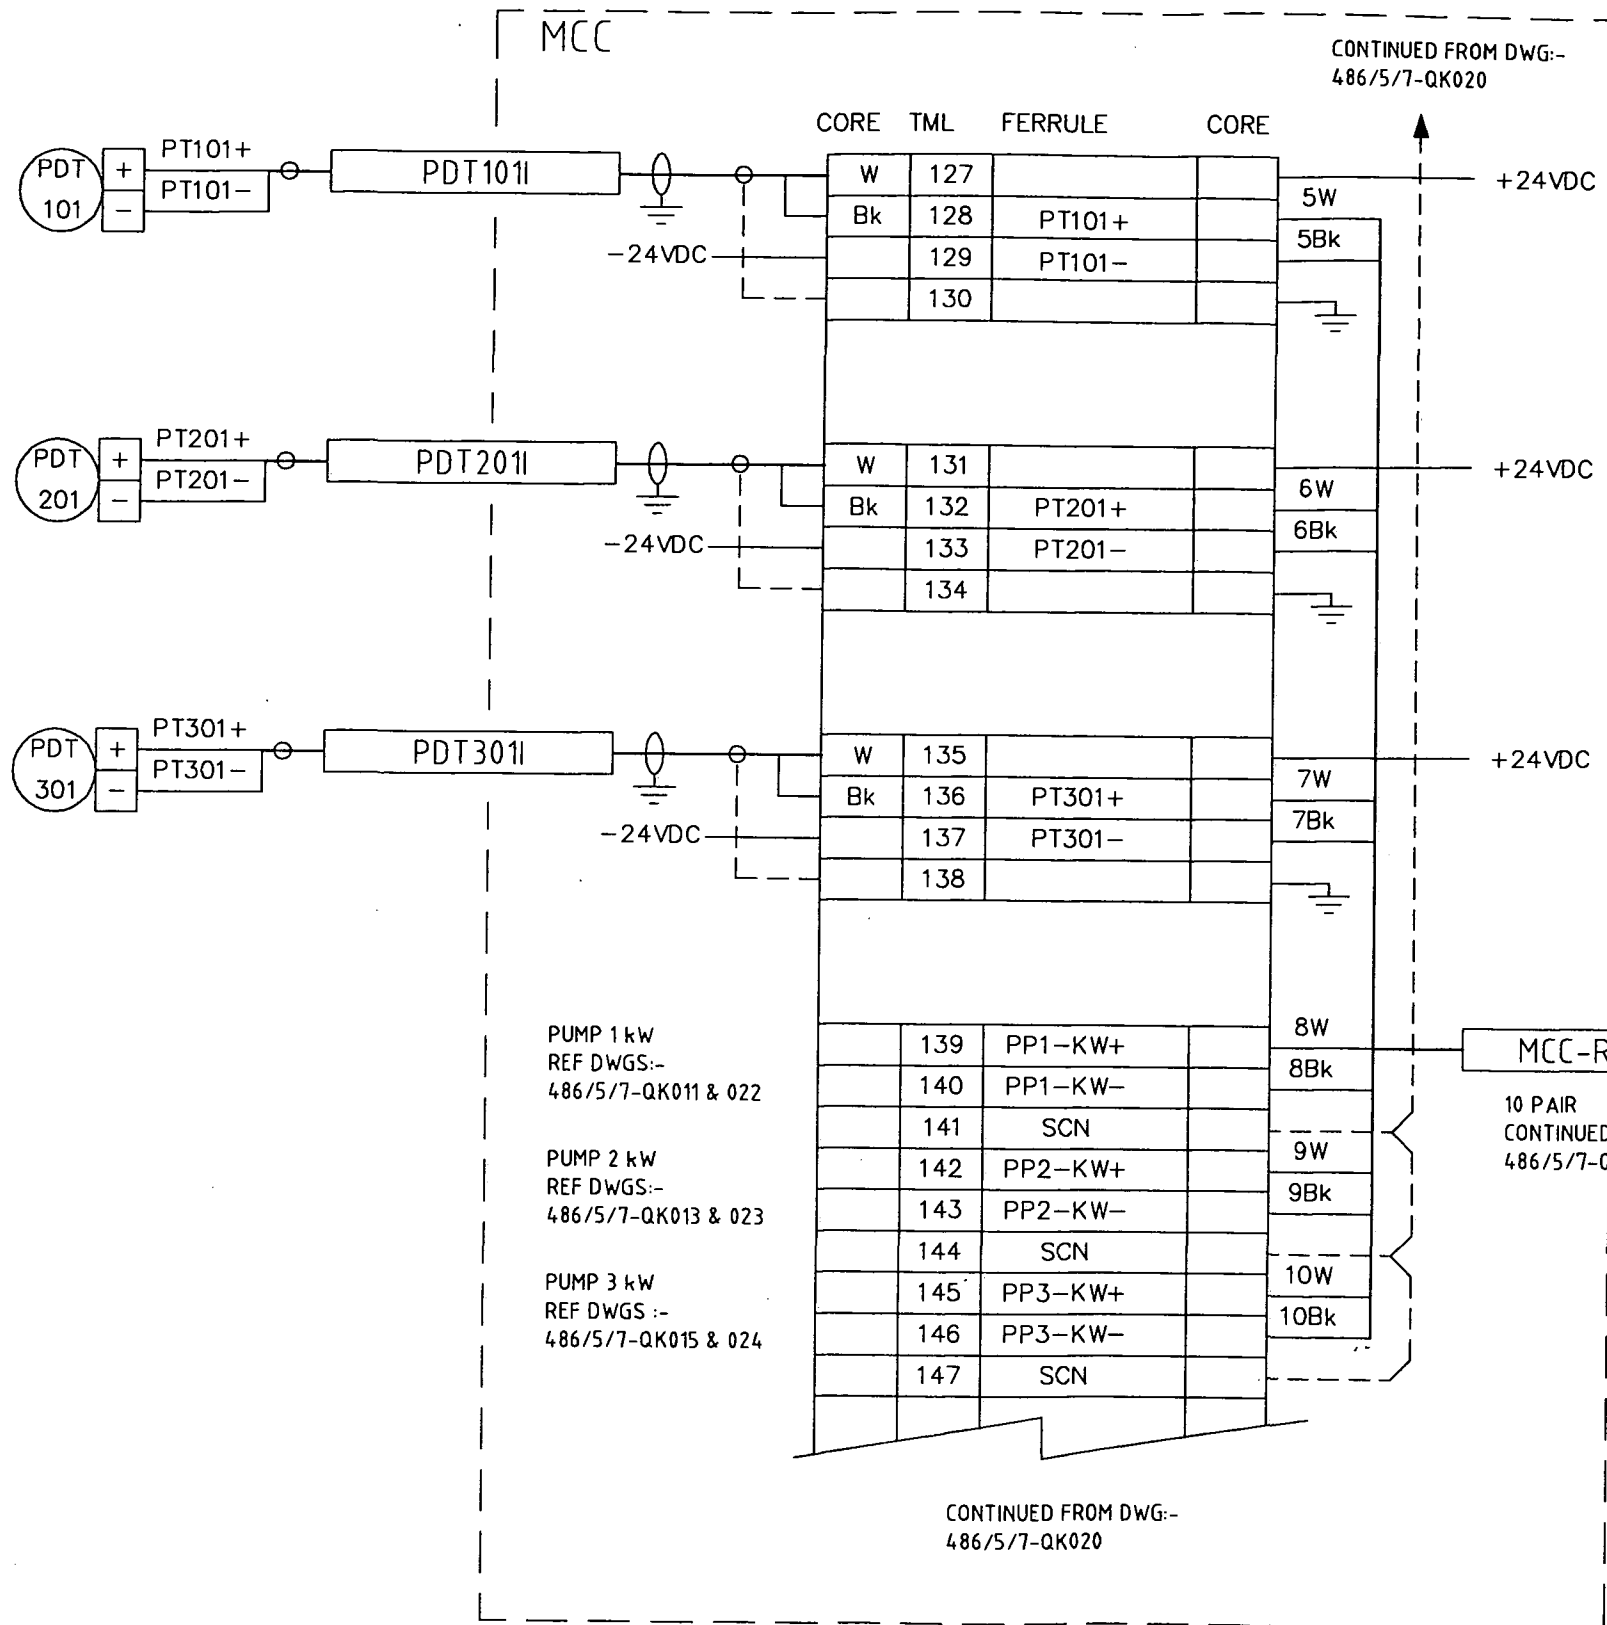 MCC
CONTINUED FROM DWG:-
486/5/7-QK020
CORE TML FERRULE CORE
PDT
101
+
-
PT101+
PT101-
PDT101I
-24VDC
W 127
Bk 128 PT101+
129 PT101-
130
5W
5Bk
+24VDC
PDT
201
+
-
PT201+
PT201-
PDT201I
-24VDC
W 131
Bk 132 PT201+
133 PT201-
134
6W
6Bk
+24VDC
PDT
301
+
-
PT301+
PT301-
PDT301I
-24VDC
W 135
Bk 136 PT301+
137 PT301-
138
7W
7Bk
+24VDC
PUMP 1 kW
REF DWGS:-
486/5/7-QK011 & 022
PUMP 2 kW
REF DWGS:-
486/5/7-QK013 & 023
PUMP 3 kW
REF DWGS :-
486/5/7-QK015 & 024
139 PP1-KW+
140 PP1-KW-
141 SCN
142 PP2-KW+
143 PP2-KW-
144 SCN
145 PP3-KW+
146 PP3-KW-
147 SCN
8W
8Bk
9W
9Bk
10W
10Bk
MCC-R
10 PAIR
CONTINUED
486/5/7-Q
CONTINUED FROM DWG:-
486/5/7-QK020